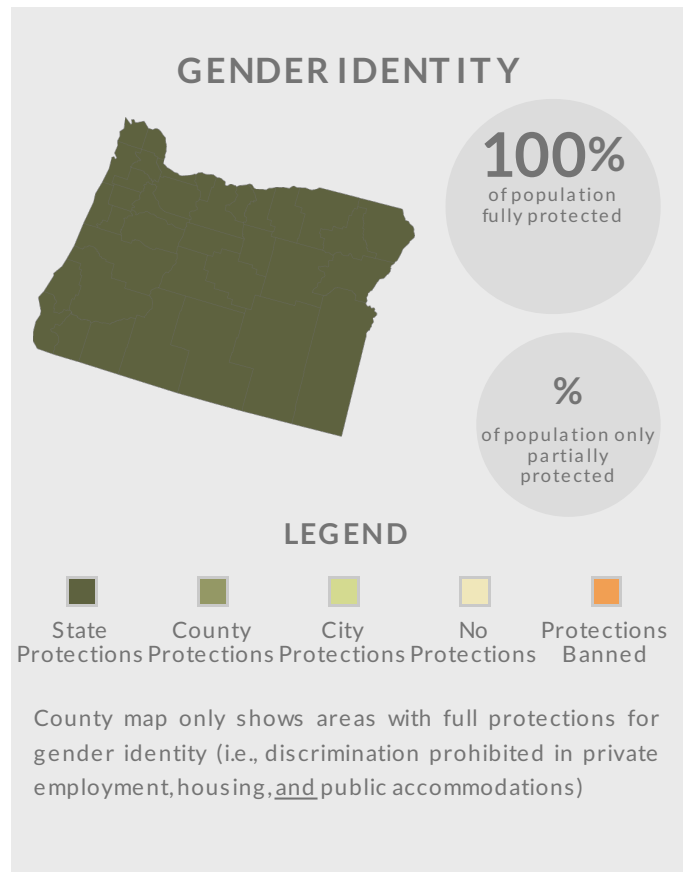 GENDER IDENTITY
100%
of population
fully protected
%
of population only
partially
protected
LEGEND
State
Protections
County
Protections
City
Protections
No
Protections
Protections
Banned
County map only shows areas with full protections for
gender identity (i.e., discrimination prohibited in private
employment, housing, and public accommodations)